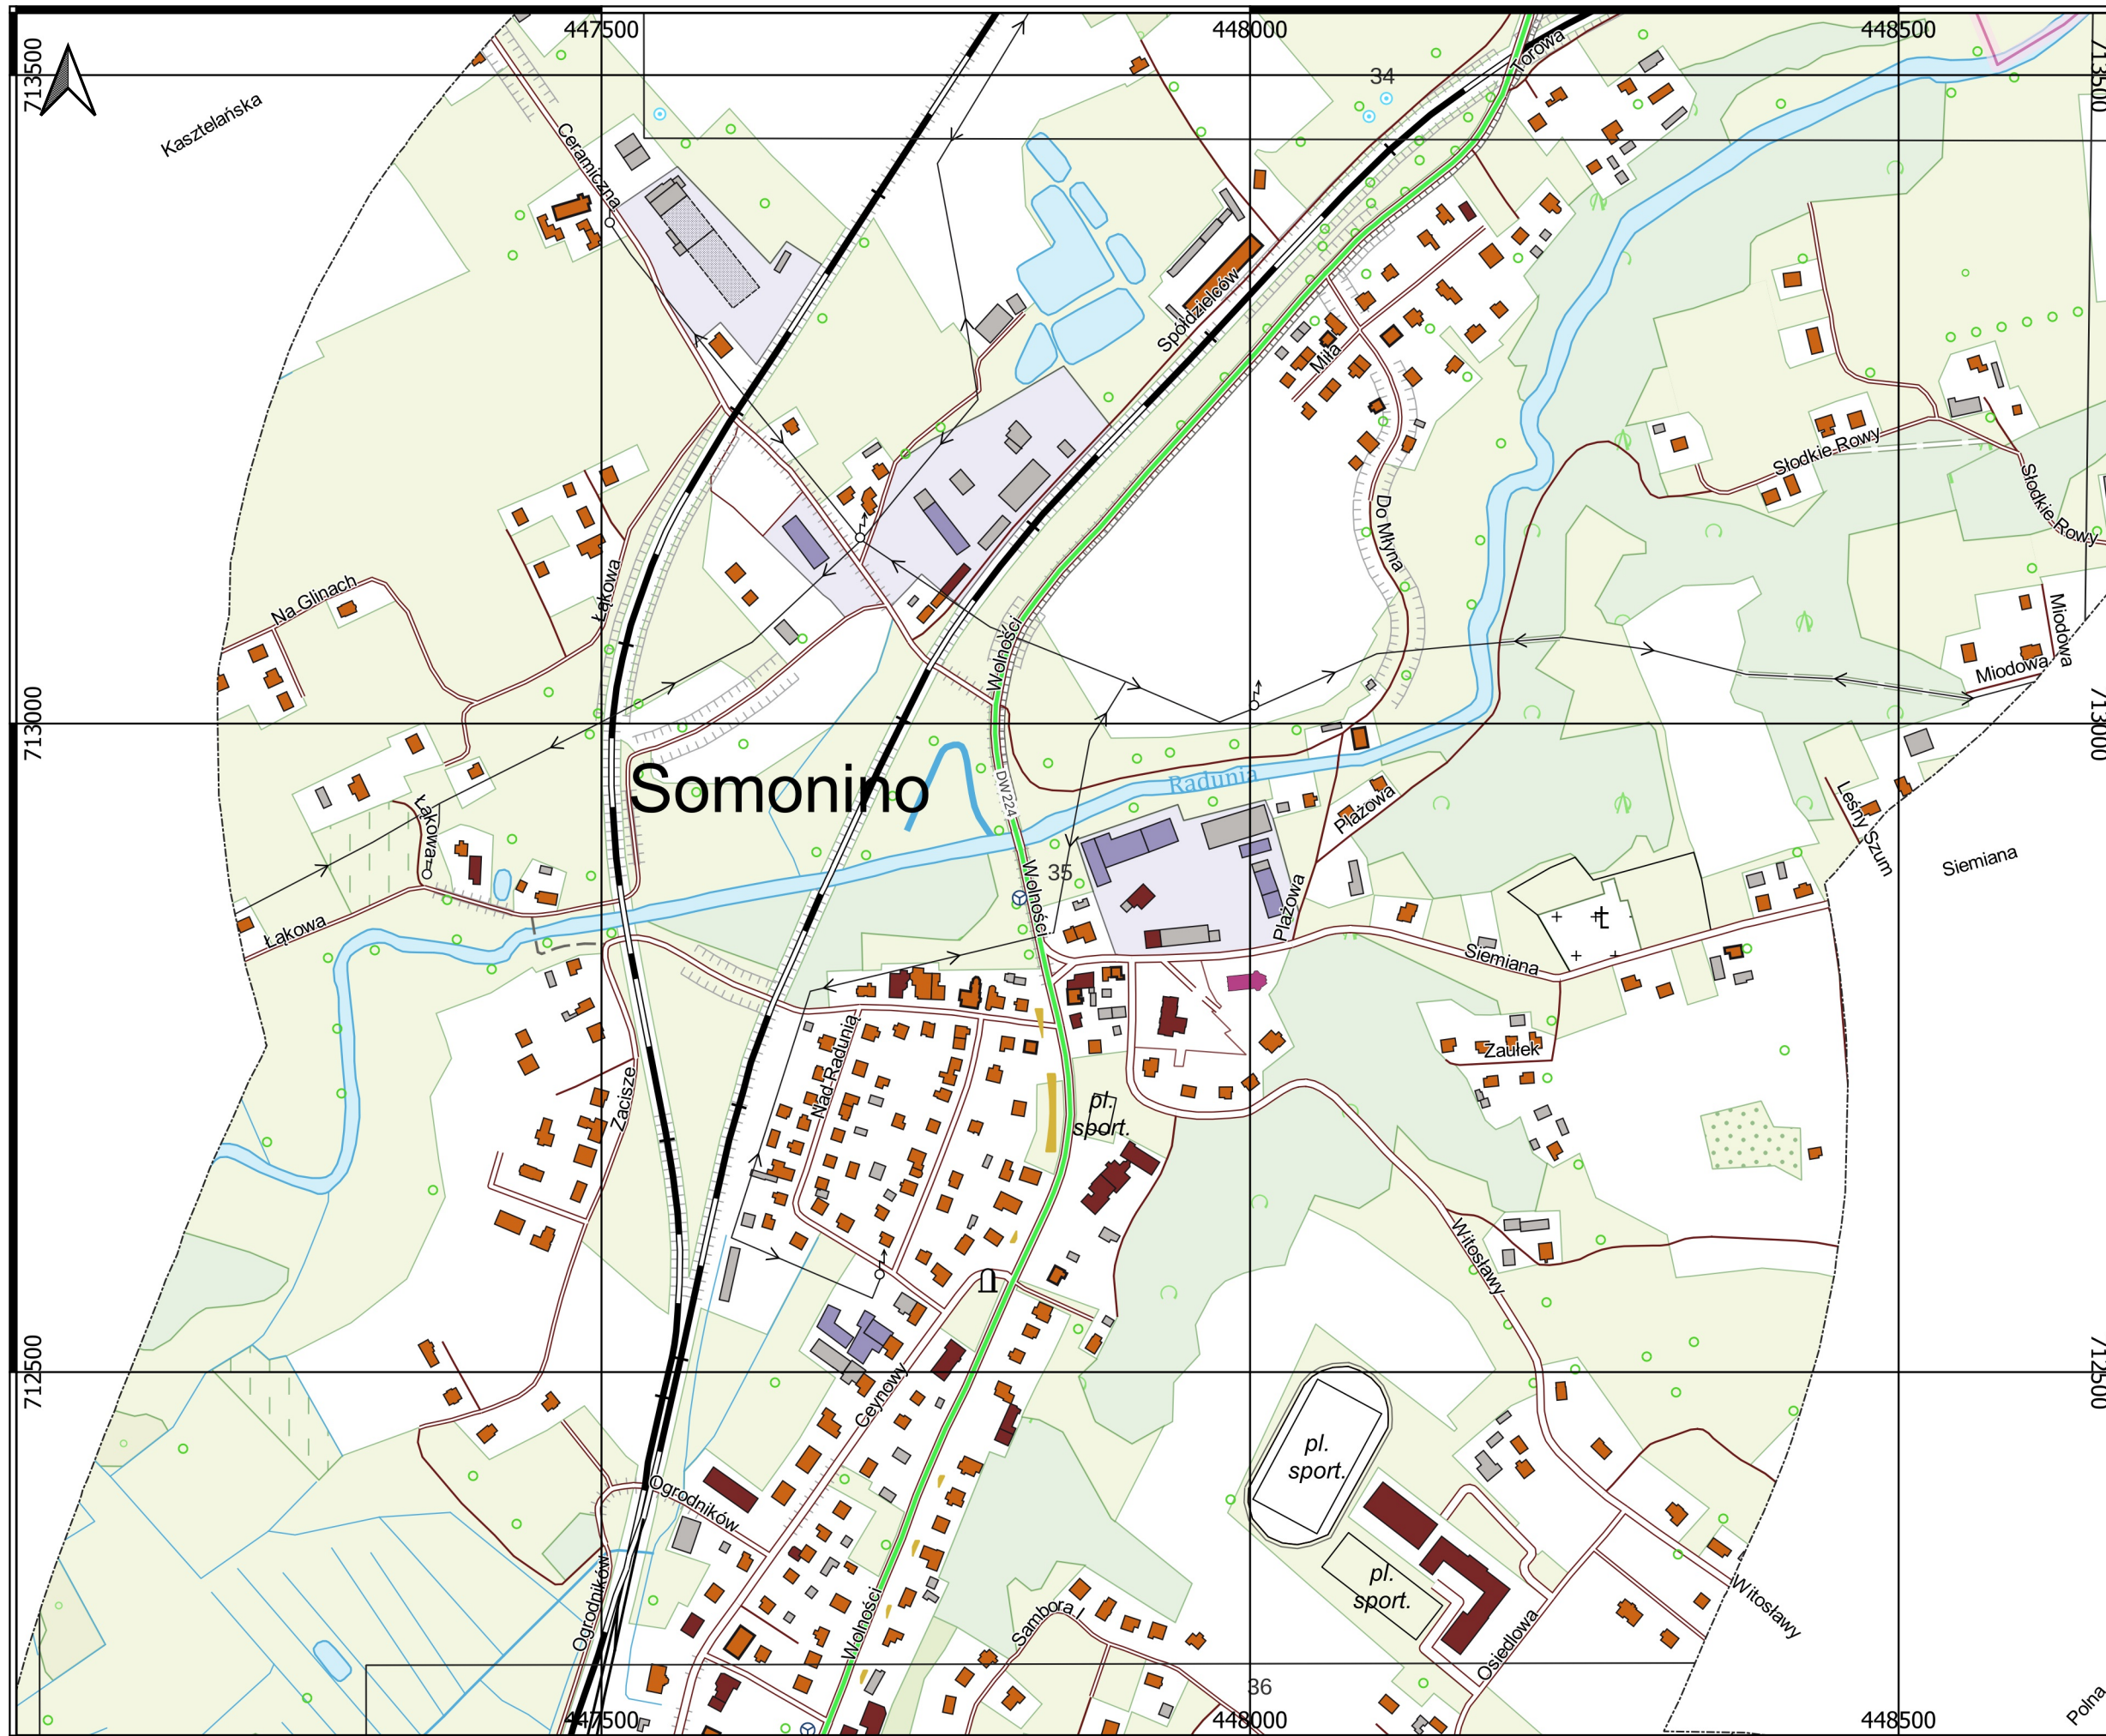 447500
448000
448500
713500
713500
Torowa
34
Kasztelańska
Ceramiczna
Spółdzielców
Miła
Słodkie Rowy
Słodkie Rowy
Do Młyna
Łąkowa
Na Glinach
Wolności
Miodowa
Miodowa
713000
713000
Somonino
DW224
Radunia
Plażowa
Leśny Szum
Siemiana
Łąkowa
35
Wolności
Plażowa
Łąkowa
Siemiana
Nad Radunią
Zaułek
Zacisze
pl.
sport.
Witosławy
712500
712500
Ceynowy
pl.
sport.
Ogrodników
pl.
sport.
Ogrodników
Wolności
Sambora I
Witosławy
Osiedlowa
36
Polna
447500
448000
448500